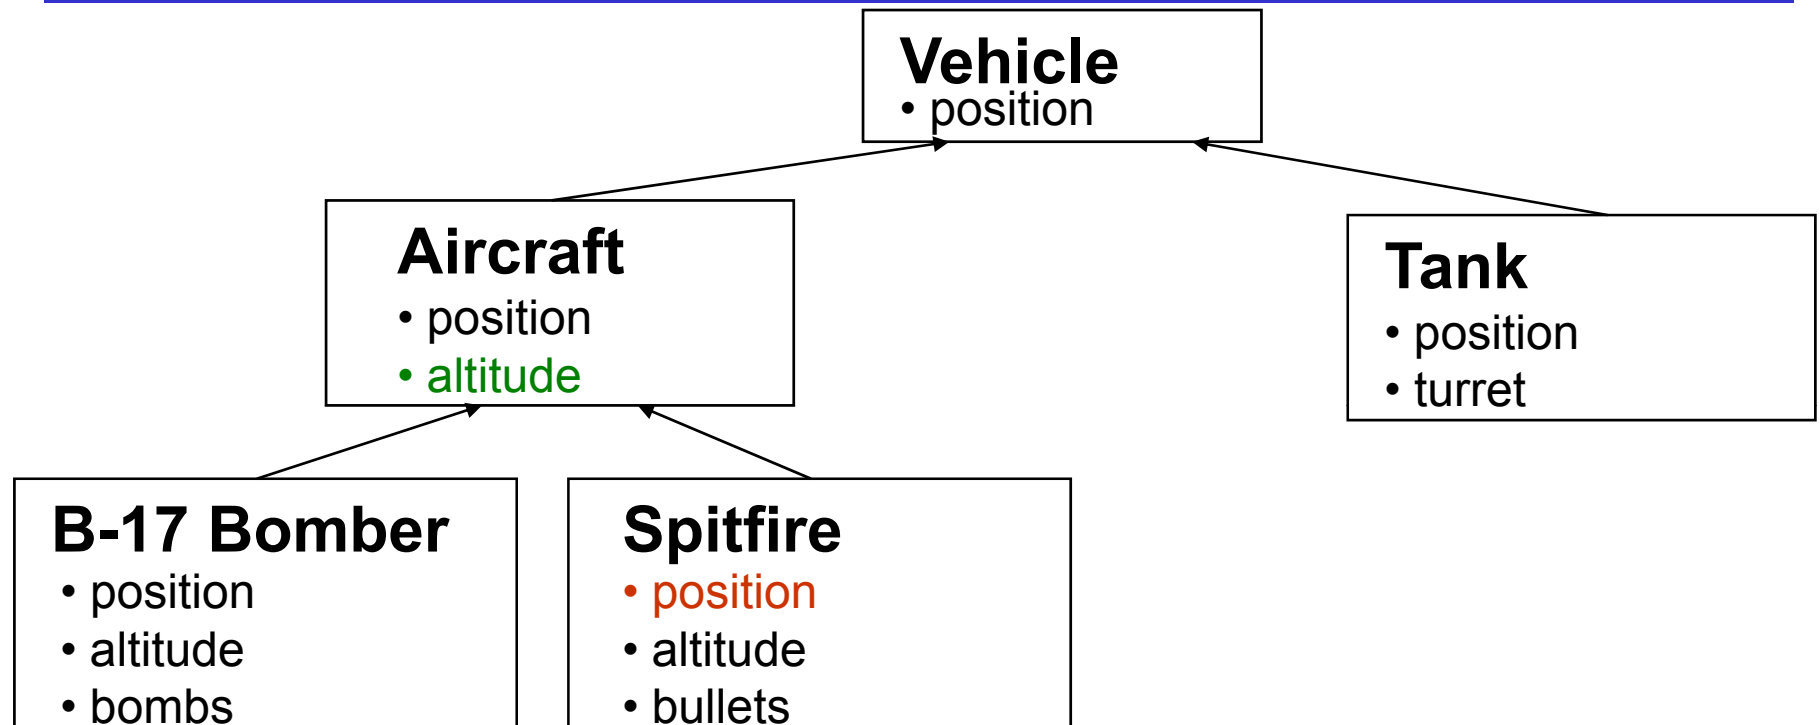 Vehicle
• position
Aircraft
• position
• altitude
Tank
• position
• turret
B-17 Bomber
• position
• altitude
• bombs
Spitfire
• position
• altitude
• bullets